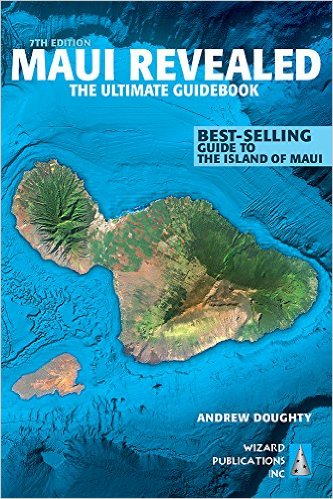 7TH EDITION
MAUI REVEALED
THE ULTIMATE GUIDEBOOK
BEST-SELLING
GUIDE TO
THE ISLAND OF MAUI
ANDREW DOUGHTY
WIZARD
PUBLICATIONS
INC